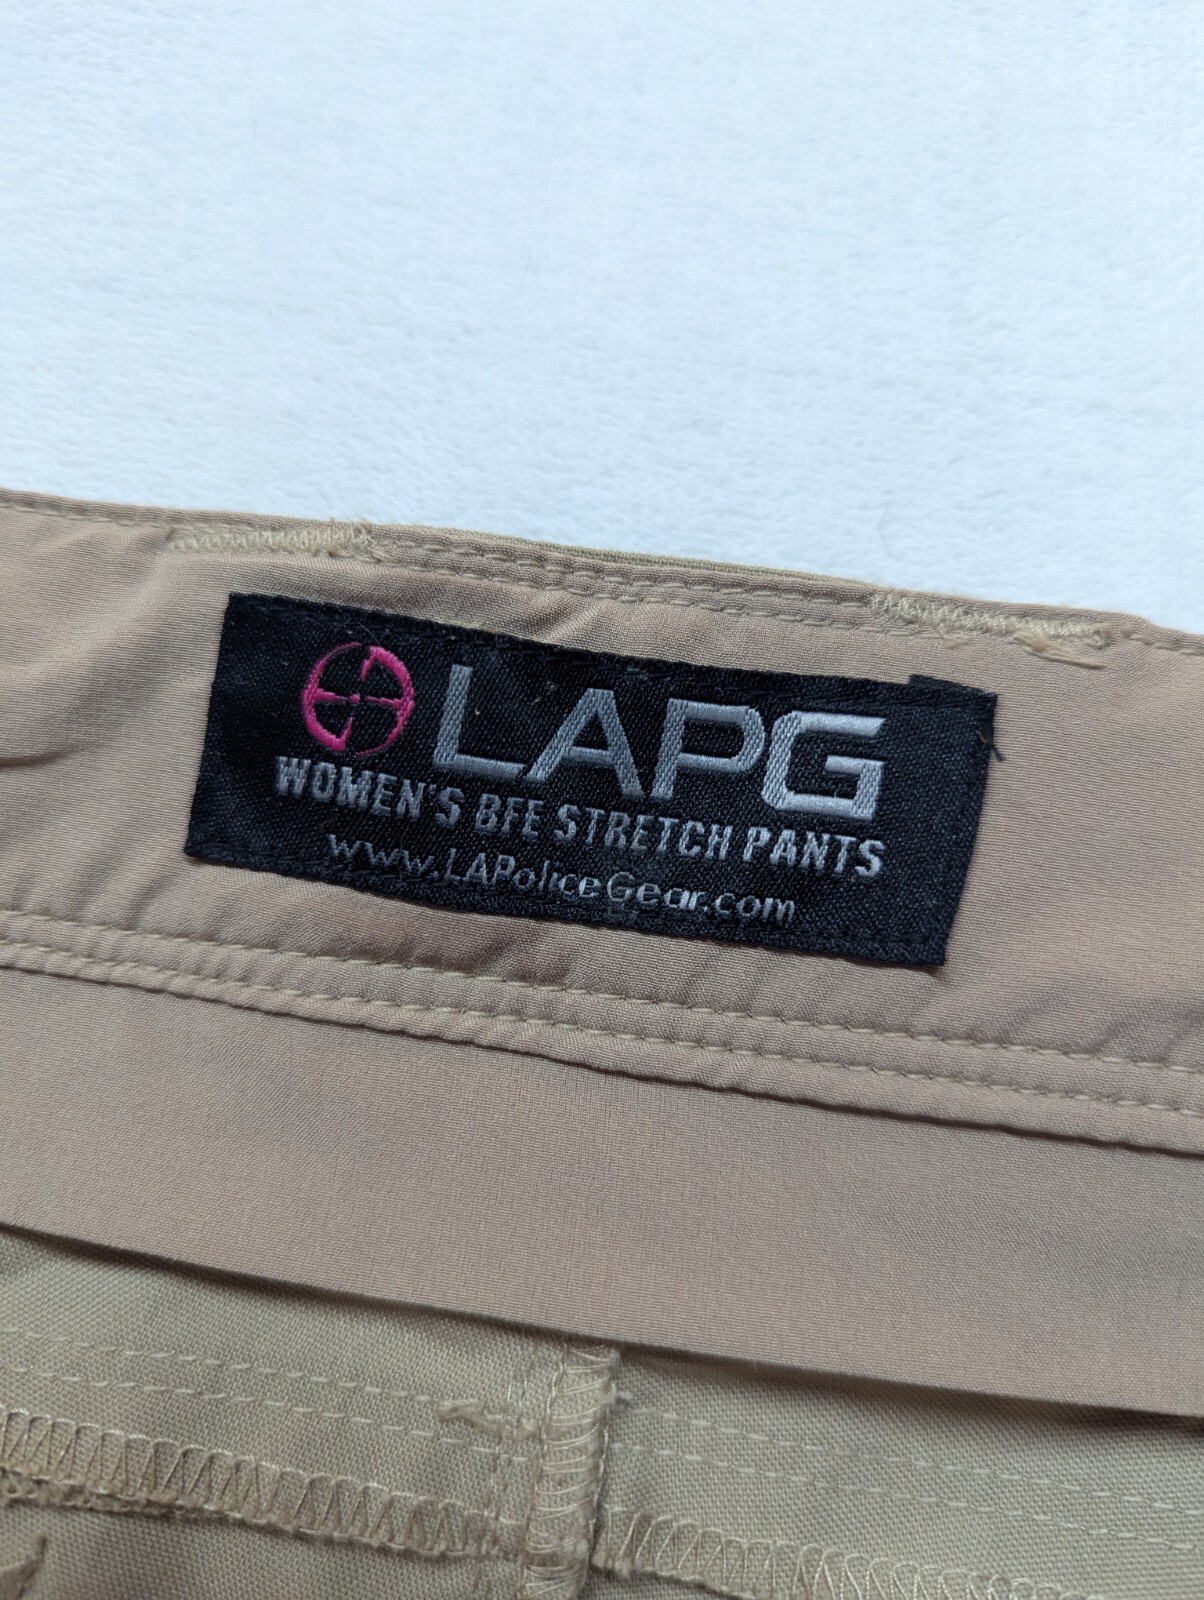 LAPG
WOMEN'S BFE STRETCH PANTS
www.LAPoliceGear.com